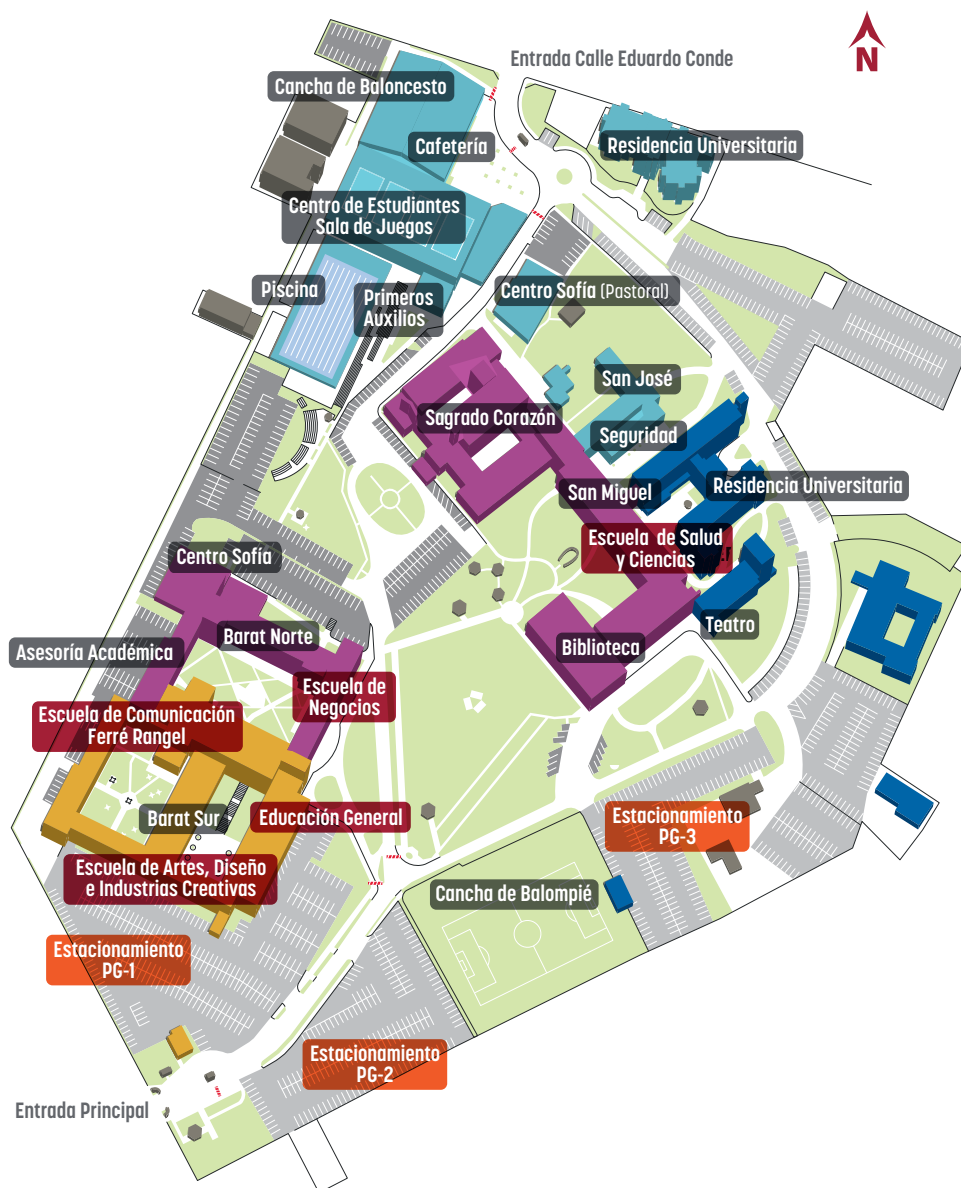 Entrada Calle Eduardo Conde
N
Cancha de Baloncesto
Cafetería
Residencia Universitaria
Centro de Estudiantes
Sala de Juegos
Piscina
Primeros
Auxilios
Centro Sofía (Pastoral)
San José
Sagrado Corazón
Seguridad
San Miguel
Residencia Universitaria
Escuela de Salud
y Ciencias
Centro Sofía
Barat Norte
Teatro
Asesoría Académica
Biblioteca
Escuela de
Negocios
Escuela de Comunicación
Ferré Rangel
Barat Sur
Educación General
Estacionamiento
PG-3
Escuela de Artes, Diseño
e Industrias Creativas
Cancha de Balompié
Estacionamiento
PG-1
Estacionamiento
PG-2
Entrada Principal